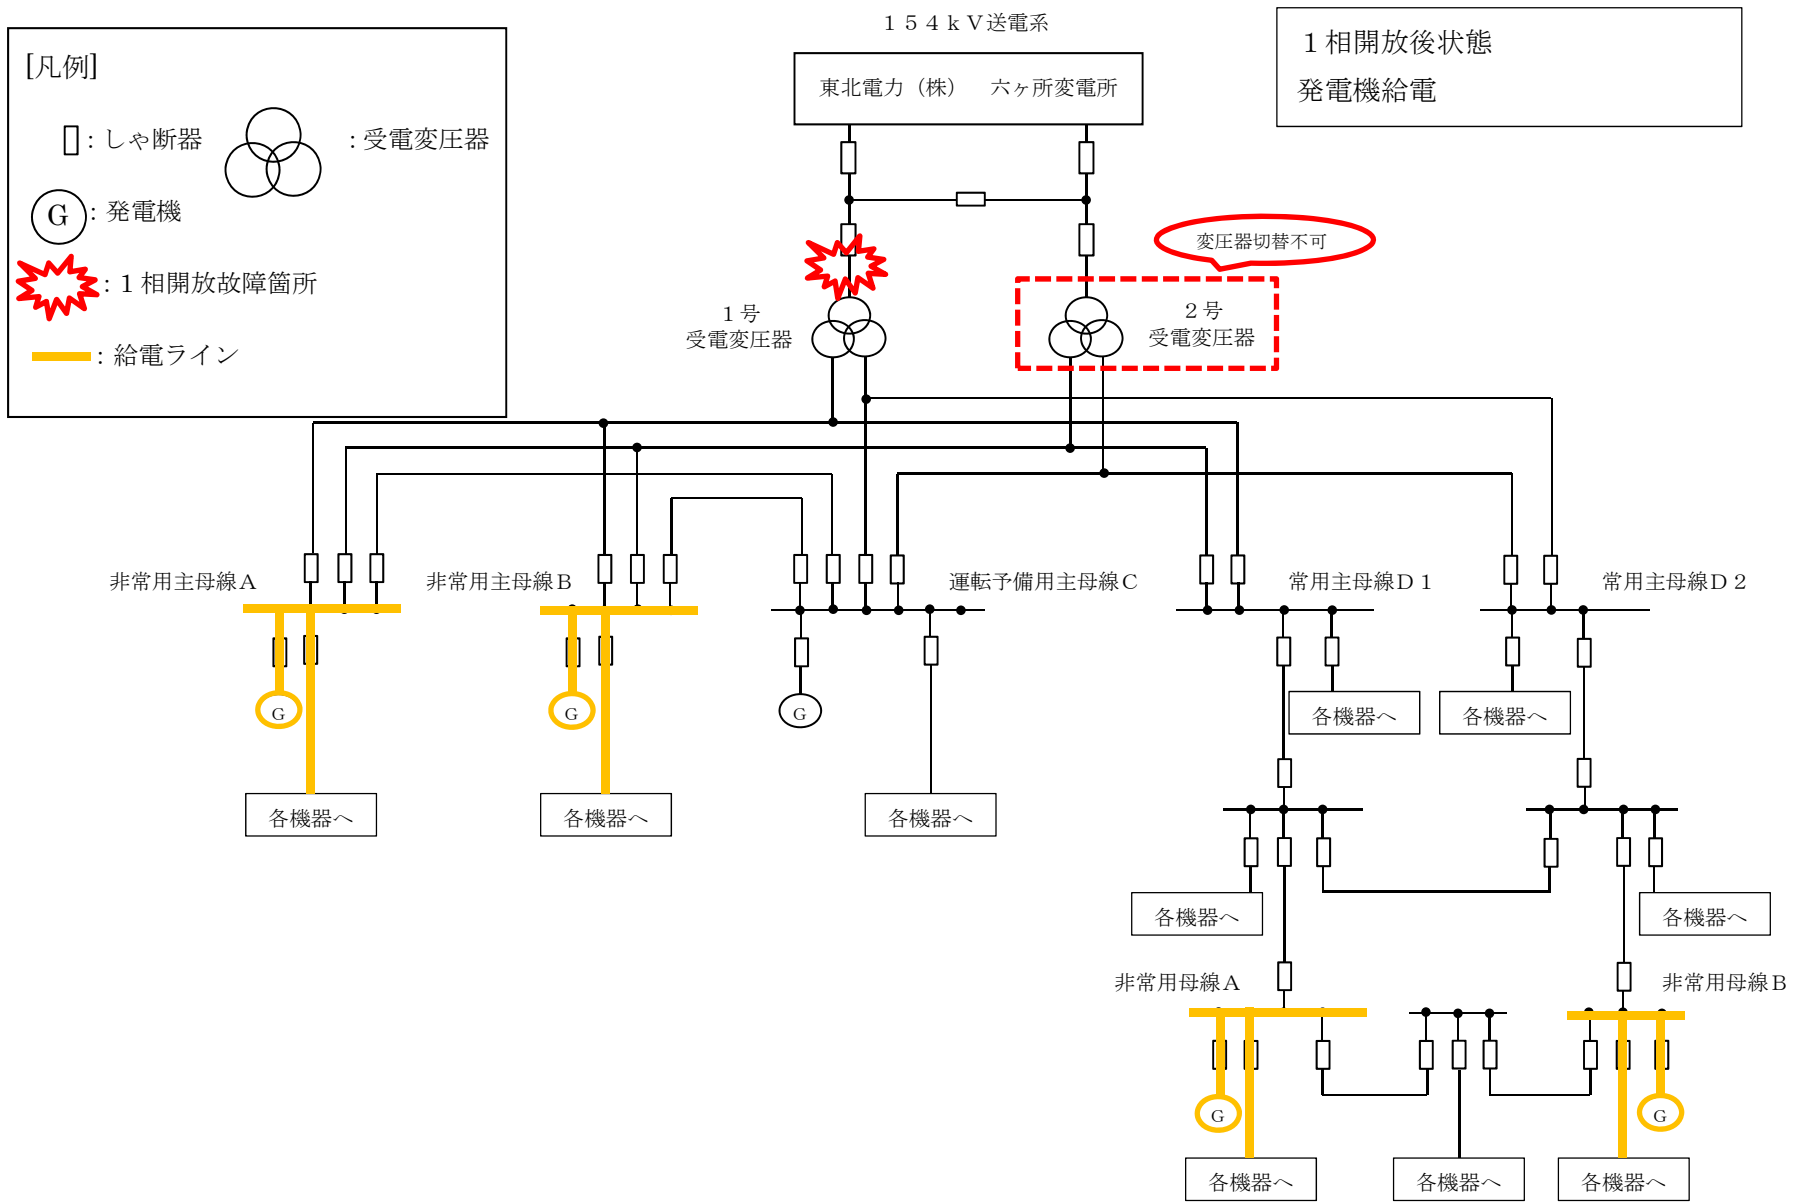 １５４ｋＶ送電系
[凡例]
：しゃ断器
：受電変圧器
G
：発電機
：１相開放故障箇所
：給電ライン
東北電力（株）　六ヶ所変電所
１相開放後状態
発電機給電
変圧器切替不可
１号
受電変圧器
２号
受電変圧器
非常用主母線Ａ
非常用主母線Ｂ
運転予備用主母線Ｃ
常用主母線Ｄ１
常用主母線Ｄ２
G
G
G
各機器へ
各機器へ
各機器へ
各機器へ
各機器へ
各機器へ
各機器へ
非常用母線Ａ
非常用母線Ｂ
G
G
各機器へ
各機器へ
各機器へ